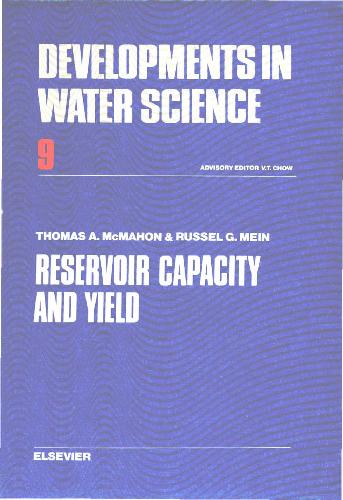 DEVELOPMENTS IN
WATER SCIENCE
9
ADVISORY EDITOR V.T. CHOW
THOMAS A. McMAHON & RUSSEL G. MEIN
RESERVOIR CAPACITY
AND YIELD
ELSEVIER